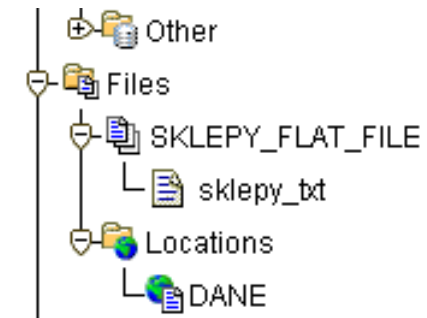 Other
Files
SKLEPY_FLAT_FILE
sklepy_txt
Locations
DANE